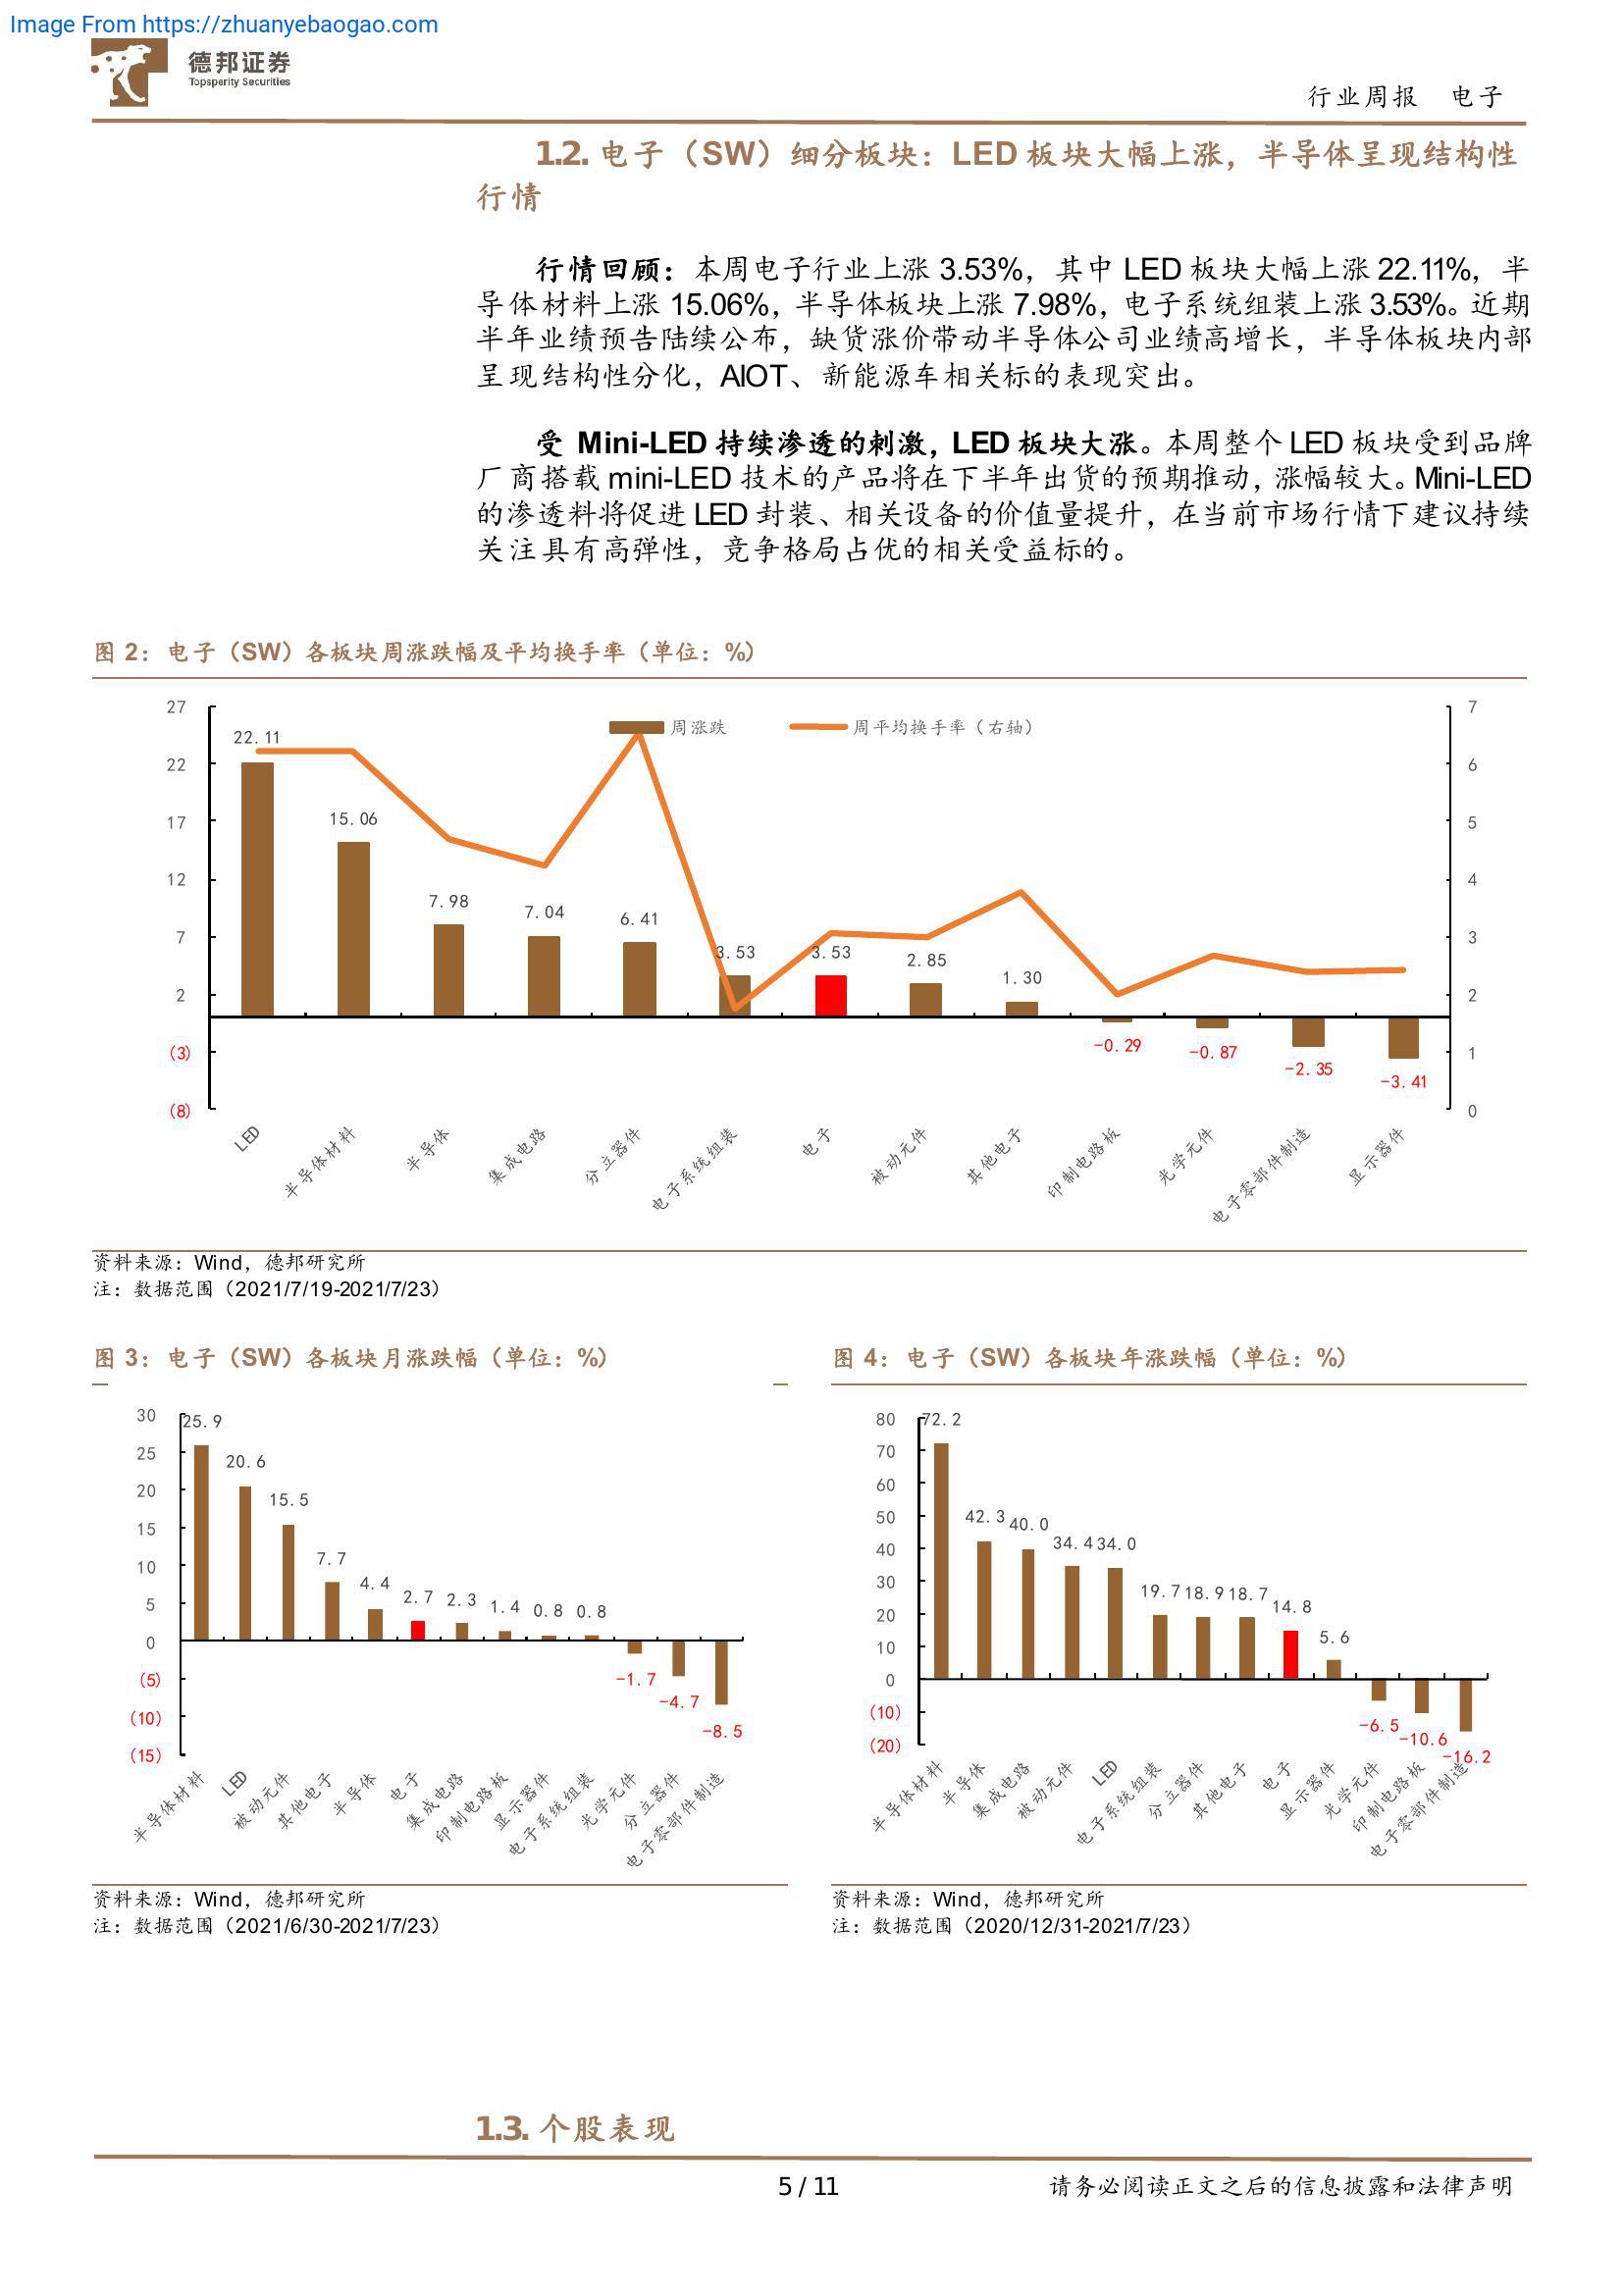 Image From https://zhuanyebaogao.com
德邦证券
Topsperity Securities
行业周报 电子
1.2. 电子（SW）细分板块：LED 板块大幅上涨，半导体呈现结构性
行情
行情回顾：本周电子行业上涨 3.53%，其中 LED 板块大幅上涨 22.11%，半
导体材料上涨 15.06%，半导体板块上涨 7.98%，电子系统组装上涨 3.53%。近期
半年业绩预告陆续公布，缺货涨价带动半导体公司业绩高增长，半导体板块内部
呈现结构性分化，AIOT、新能源车相关标的表现突出。
受 Mini-LED 持续渗透的刺激，LED 板块大涨。本周整个 LED 板块受到品牌
厂商搭载 mini-LED 技术的产品将在下半年出货的预期推动，涨幅较大。Mini-LED
的渗透料将促进 LED 封装、相关设备的价值量提升，在当前市场行情下建议持续
关注具有高弹性，竞争格局占优的相关受益标的。
图 2：电子（SW）各板块周涨跌幅及平均换手率（单位：%）
周涨跌 周平均换手率（右轴）
27
22
17
12
7
2
(3)
(8)
22.11
15.06
7.98
7.04
6.41
3.53
3.53
2.85
1.30
-0.29
-0.87
-2.35
-3.41
7
6
5
4
3
2
1
0
LED
半导体材料
半导体
集成电路
分立器件
电子系统组装
电子
被动元件
其他电子
印制电路板
光学元件
电子零部件制造
显示器件
资料来源：Wind，德邦研究所
注：数据范围（2021/7/19-2021/7/23）
图 3：电子（SW）各板块月涨跌幅（单位：%）
30
25
20
15
10
5
0
(5)
(10)
(15)
25.9
20.6
15.5
7.7
4.4
2.7
2.3
1.4
0.8
0.8
-1.7
-4.7
-8.5
半导体材料
LED
被动元件
其他电子
半导体
电子
集成电路
印制电路板
显示器件
电子系统组装
光学元件
分立器件
电子零部件制造
资料来源：Wind，德邦研究所
注：数据范围（2021/6/30-2021/7/23）
图 4：电子（SW）各板块年涨跌幅（单位：%）
80
70
60
50
40
30
20
10
0
(10)
(20)
72.2
42.3
40.0
34.4
34.0
19.7
18.9
18.7
14.8
5.6
-6.5
-10.6
-16.2
半导体材料
半导体
集成电路
被动元件
LED
电子系统组装
分立器件
其他电子
电子
显示器件
光学元件
印制电路板
电子零部件制造
资料来源：Wind，德邦研究所
注：数据范围（2020/12/31-2021/7/23）
1.3. 个股表现
5 / 11
请务必阅读正文之后的信息披露和法律声明